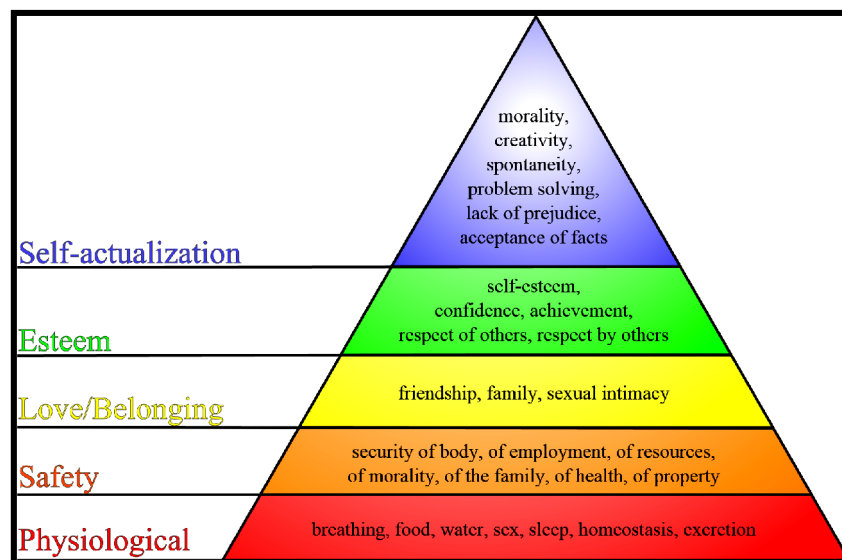 morality,
creativity,
spontaneity,
problem solving,
lack of prejudice,
acceptance of facts
Self-actualization
self-esteem,
confidence, achievement,
respect of others, respect by others
Esteem
friendship, family, sexual intimacy
Love/Belonging
security of body, of employment, of resources,
of morality, of the family, of health, of property
Safety
breathing, food, water, sex, sleep, homeostasis, excretion
Physiological